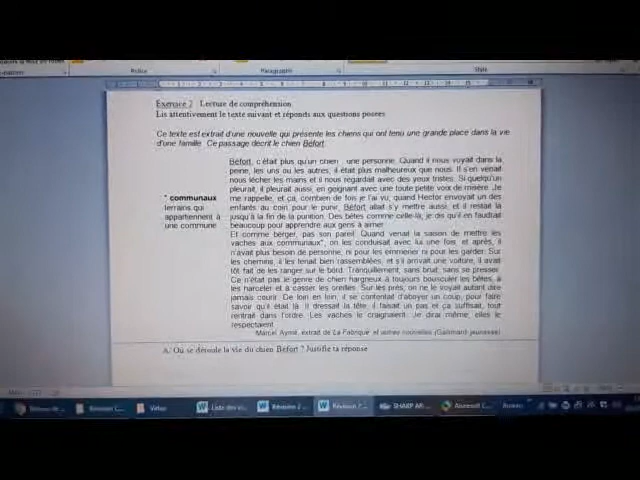 Police
Paragraphe
Style
Exercice 2 Lecture de compréhension
Lis attentivement le texte suivant et réponds aux questions posées
Ce texte est extrait d'une nouvelle qui présente les chiens qui ont tenu une grande place dans la vie
d'une famille. Ce passage décrit le chien Béfort.
Béfort, c'était plus qu'un chien : une personne. Quand il nous voyait dans la
peine, les uns ou les autres, il était plus malheureux que nous. Il s'en venait
nous lécher les mains et il nous regardait avec des yeux tristes. Si quelqu'un
pleurait, il pleurait aussi, en geignant avec une toute petite voix de misère. Je
me rappelle, et ça, combien de fois je l'ai vu, quand Hector envoyait un des
enfants au coin pour le punir, Béfort allait s'y mettre aussi, et il restait là
jusqu'à la fin de la punition. Des bêtes comme celle-là, je dis qu'il en faudrait
beaucoup pour apprendre aux gens à aimer.
* communaux
terrains qui
appartiennent à
une commune
Et comme berger, pas son pareil. Quand venait la saison de mettre les
vaches aux communaux*, on les conduisait avec lui une fois, et après, il
n'avait plus besoin de personne, ni pour les emmener ni pour les garder. Sur
les chemins, il les tenait bien rassemblées, et s'il arrivait une voiture, il avait
tôt fait de les ranger sur le bord. Tranquillement, sans bruit, sans se presser.
Ce n'était pas le genre de chien hargneux à toujours bousculer les bêtes, à
les harceler et à casser les oreilles. Sur les prés, on ne le voyait autant dire
jamais courir. De loin en loin, il se contentait d'aboyer un coup, pour faire
savoir qu'il était là. Il dressait la tête, il faisait un pas et ça suffisait, tout
rentrait dans l'ordre. Les vaches le craignaient. Je dirai même, elles le
respectaient.
Marcel Aymé, extrait de La Fabrique et autres nouvelles (Gallimard-jeunesse)
A. Où se déroule la vie du chien Béfort ? Justifie ta réponse
Révision
Virtuo
Liste des
Révision 2
Révision 2
SHARP AR
Bureau